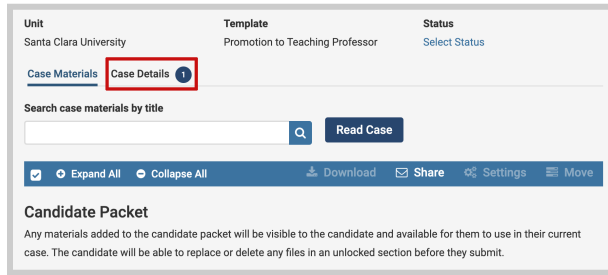 Unit Template Status
Santa Clara University Promotion to Teaching Professor Select Status
Case Materials Case Details 1
Search case materials by title
Read Case
Expand All Collapse All Download Share Settings Move
Candidate Packet
Any materials added to the candidate packet will be visible to the candidate and available for them to use in their current
case. The candidate will be able to replace or delete any files in an unlocked section before they submit.